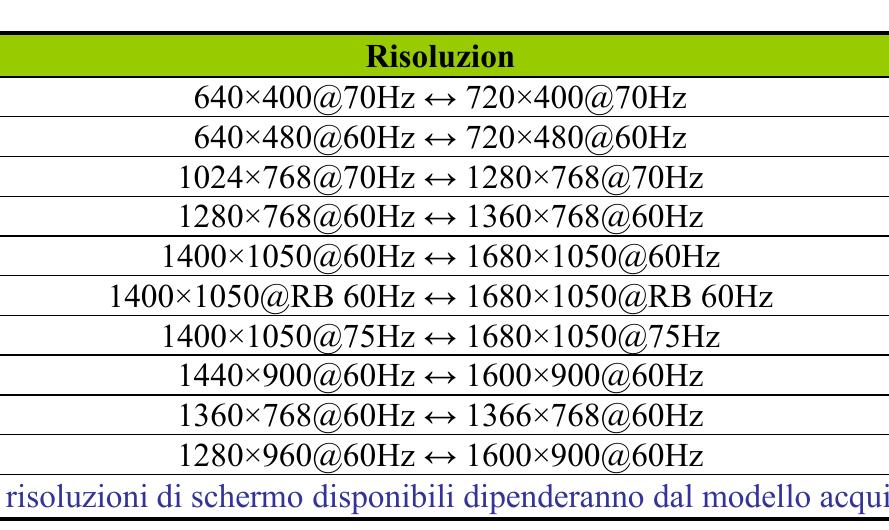 Risoluzion
640×400@70Hz ↔ 720×400@70Hz
640×480@60Hz ↔ 720×480@60Hz
1024×768@70Hz ↔ 1280×768@70Hz
1280×768@60Hz ↔ 1360×768@60Hz
1400×1050@60Hz ↔ 1680×1050@60Hz
1400×1050@RB 60Hz ↔ 1680×1050@RB 60Hz
1400×1050@75Hz ↔ 1680×1050@75Hz
1440×900@60Hz ↔ 1600×900@60Hz
1360×768@60Hz ↔ 1366×768@60Hz
1280×960@60Hz ↔ 1600×900@60Hz
risoluzioni di schermo disponibili dipenderanno dal modello acqui